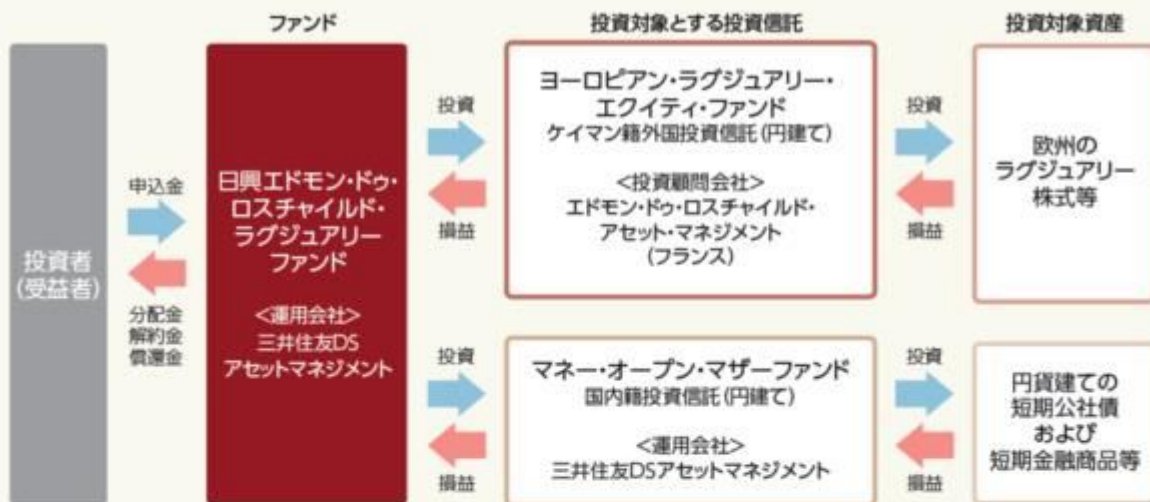 ファンド
投資対象とする投資信託
投資対象資産
投資者
(受益者)
申込金
分配金
解約金
償還金
日興エドモン・ドゥ・
ロスチャイルド・
ラグジュアリー
ファンド
<運用会社>
三井住友DS
アセットマネジメント
投資
損益
ヨーロピアン・ラグジュアリー・
エクイティ・ファンド
ケイマン籍外国投資信託(円建て)
<投資顧問会社>
エドモン・ドゥ・ロスチャイルド・
アセット・マネジメント
(フランス)
投資
損益
欧州の
ラグジュアリー
株式等
投資
損益
マネー・オープン・マザーファンド
国内籍投資信託(円建て)
<運用会社>
三井住友DSアセットマネジメント
投資
損益
円貨建ての
短期公社債
および
短期金融商品等